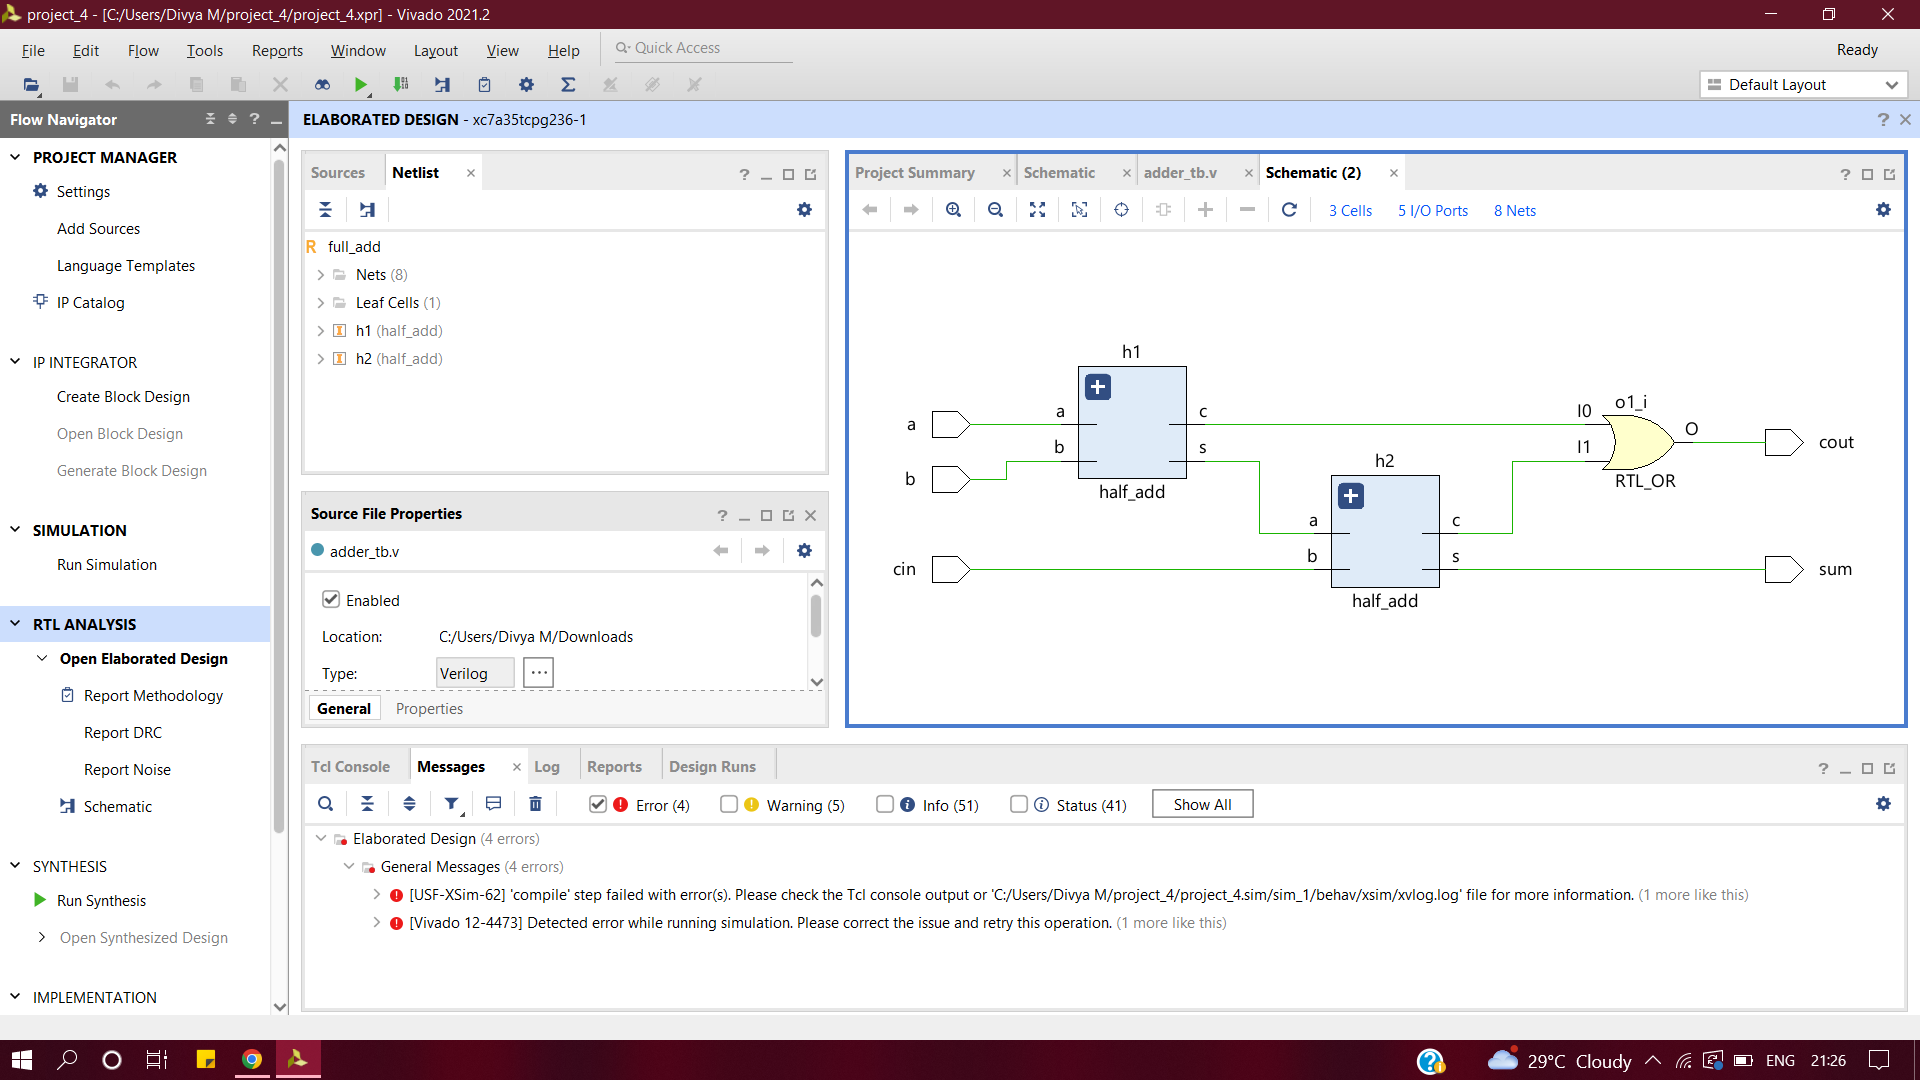 project_4 - [C:/Users/Divya M/project_4/project_4.xpr] - Vivado 2021.2
File Edit Flow Tools Reports Window Layout View Help Quick Access Ready
Default Layout
Flow Navigator
PROJECT MANAGER
Settings
Add Sources
Language Templates
IP Catalog
IP INTEGRATOR
Create Block Design
Open Block Design
Generate Block Design
SIMULATION
Run Simulation
RTL ANALYSIS
Open Elaborated Design
Report Methodology
Report DRC
Report Noise
Schematic
SYNTHESIS
Run Synthesis
Open Synthesized Design
IMPLEMENTATION
ELABORATED DESIGN - xc7a35tcpg236-1
Sources Netlist
R full_add
Nets (8)
Leaf Cells (1)
h1 (half_add)
h2 (half_add)
Source File Properties
adder_tb.v
Enabled
Location: C:/Users/Divya M/Downloads
Type: Verilog ...
General Properties
Project Summary Schematic adder_tb.v Schematic (2)
3 Cells 5 I/O Ports 8 Nets
h1
a a c I0 o1_i O
b b s I1 cout
half_add h2 RTL_OR
a c
cin b s sum
half_add
Tcl Console Messages Log Reports Design Runs
Error (4) Warning (5) Info (51) Status (41) Show All
Elaborated Design (4 errors)
General Messages (4 errors)
[USF-XSim-62] 'compile' step failed with error(s). Please check the Tcl console output or 'C:/Users/Divya M/project_4/project_4.sim/sim_1/behav/xsim/xvlog.log' file for more information. (1 more like this)
[Vivado 12-4473] Detected error while running simulation. Please correct the issue and retry this operation. (1 more like this)
29°C Cloudy ENG 21:26